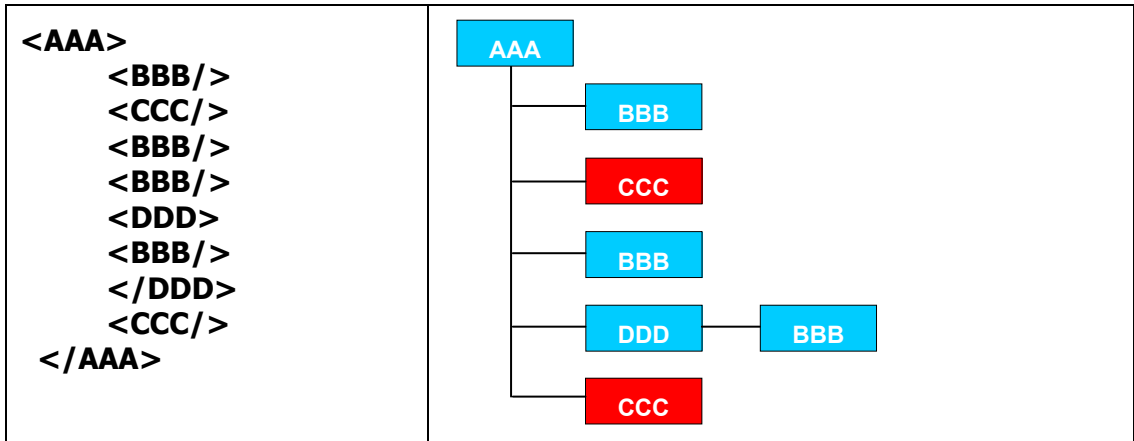 <AAA>
<BBB/>
<CCC/>
<BBB/>
<BBB/>
<DDD>
<BBB/>
</DDD>
<CCC/>
</AAA>
AAA
BBB
CCC
BBB
DDD BBB
CCC